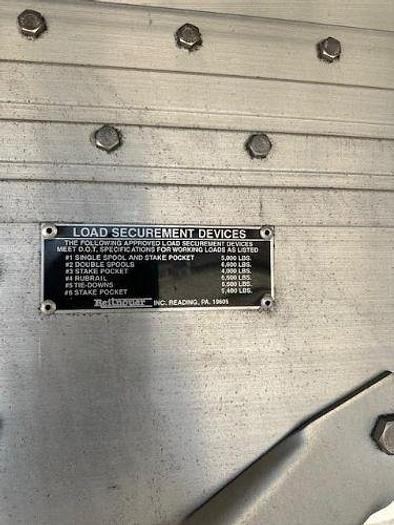 LOAD SECUREMENT DEVICES
THE FOLLOWING APPROVED LOAD SECUREMENT DEVICES
MEET D.O.T. SPECIFICATIONS FOR WORKING LOADS AS LISTED
#1 SINGLE SPOOL AND STAKE POCKET 5,000 LBS.
#2 DOUBLE SPOOLS 6,600 LBS.
#3 STAKE POCKET 4,000 LBS.
#4 RUBRAIL 5,500 LBS.
#5 TIE-DOWNS 5,500 LBS.
#6 STAKE POCKET 5,400 LBS.
Reitnouer INC. READING, PA. 19605